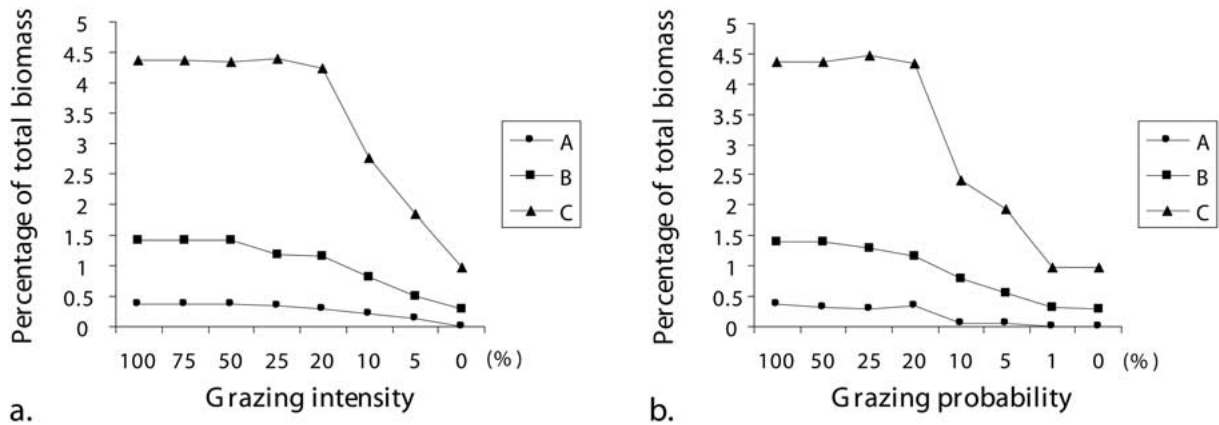 Percentage of total biomass
5
4.5
4
3.5
3
2.5
2
1.5
1
0.5
0
100 75 50 25 20 10 5 0 (%)
Grazing intensity
A
B
C
a.
Percentage of total biomass
5
4.5
4
3.5
3
2.5
2
1.5
1
0.5
0
100 50 25 20 10 5 1 0 (%)
Grazing probability
A
B
C
b.